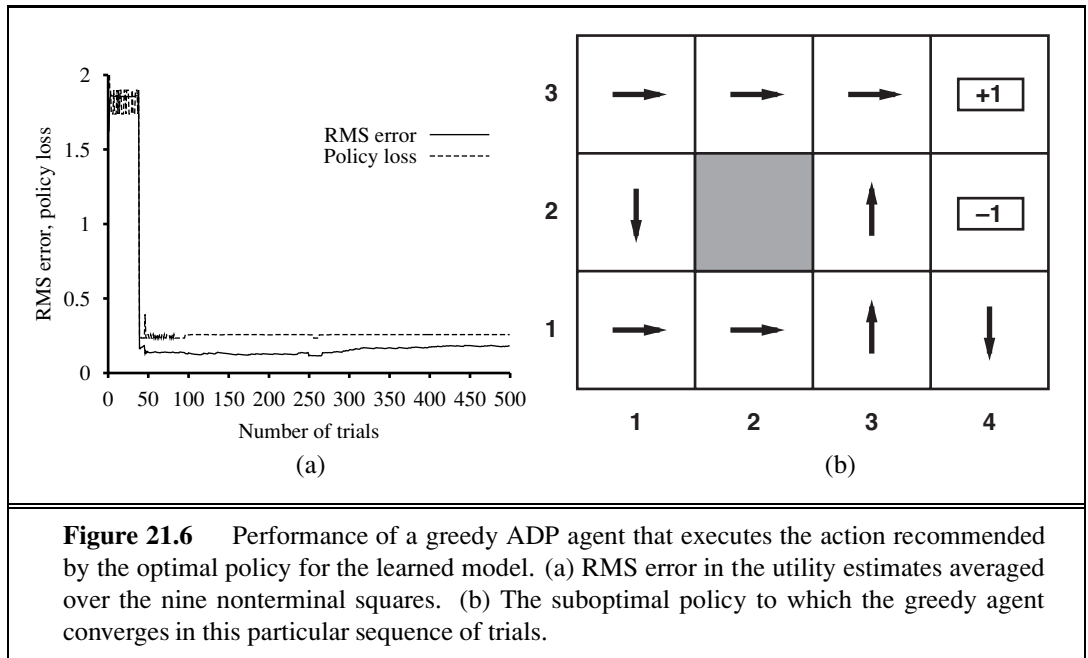 2
1.5
1
0.5
0
RMS error, policy loss
RMS error
Policy loss
0 50 100 150 200 250 300 350 400 450 500
Number of trials
(a)
3
+1
2
–1
1
1 2 3 4
(b)
Figure 21.6 Performance of a greedy ADP agent that executes the action recommended
by the optimal policy for the learned model. (a) RMS error in the utility estimates averaged
over the nine nonterminal squares. (b) The suboptimal policy to which the greedy agent
converges in this particular sequence of trials.